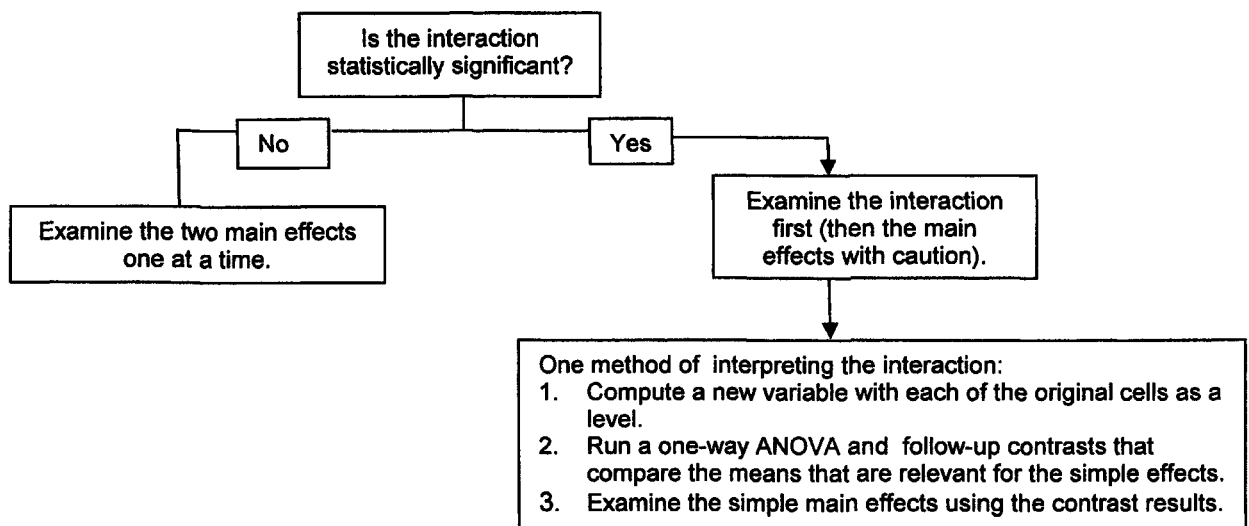 Is the interaction
statistically significant?
No
Yes
Examine the two main effects
one at a time.
Examine the interaction
first (then the main
effects with caution).
One method of interpreting the interaction:
1. Compute a new variable with each of the original cells as a
level.
2. Run a one-way ANOVA and follow-up contrasts that
compare the means that are relevant for the simple effects.
3. Examine the simple main effects using the contrast results.